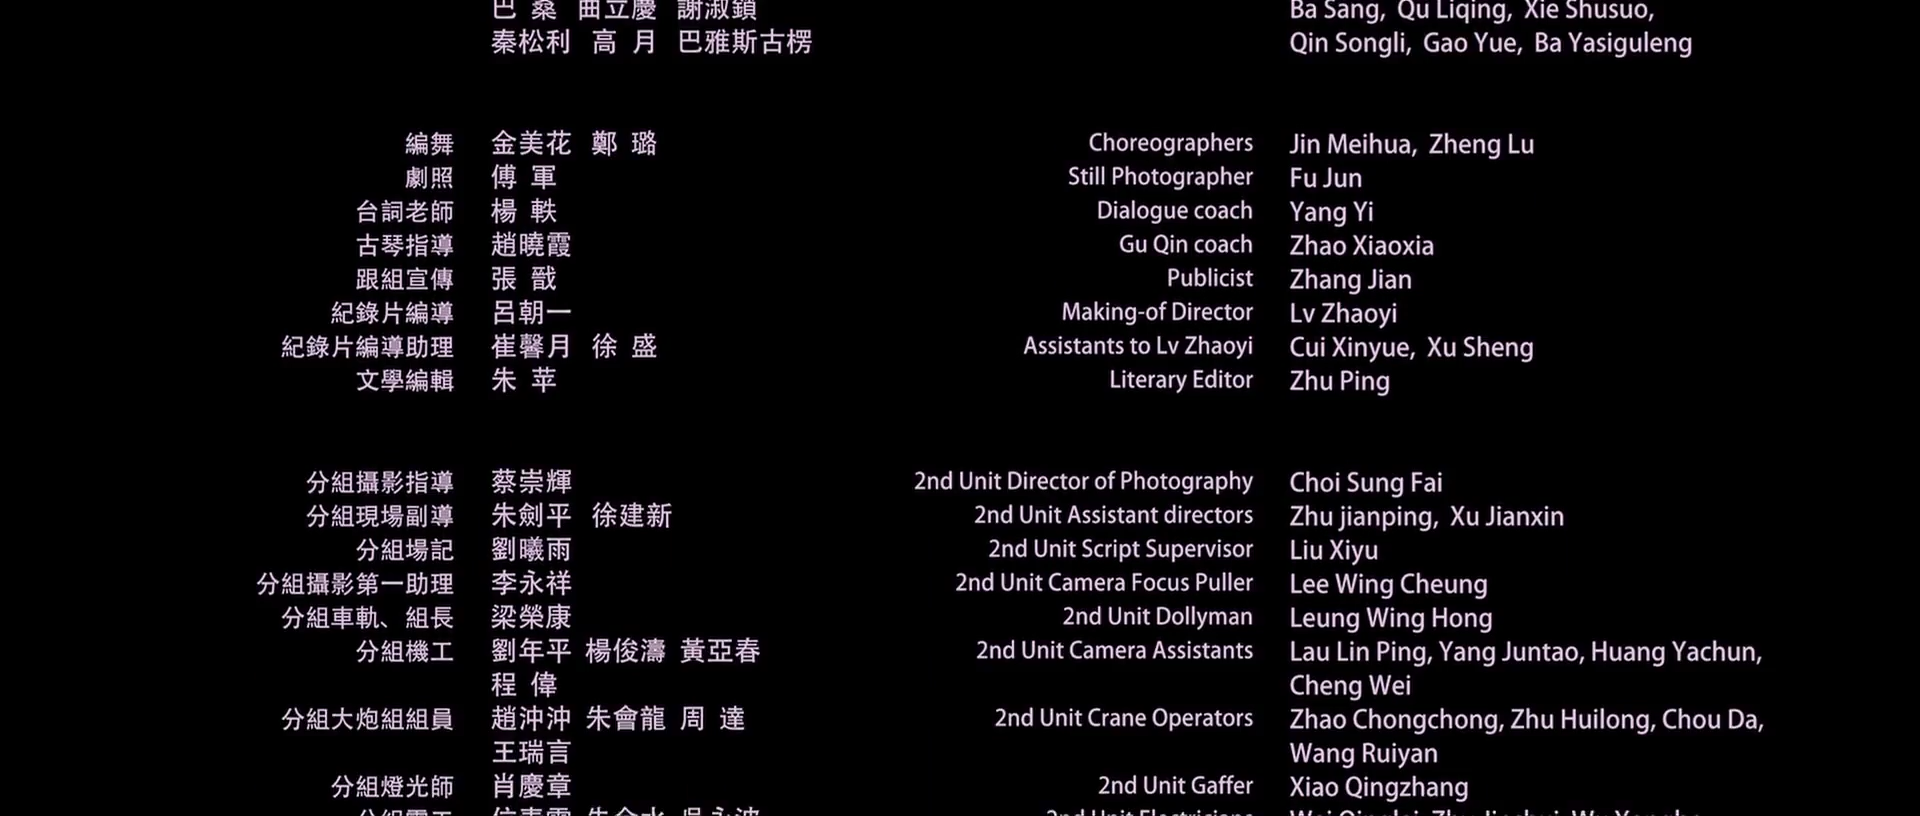 巴 桑 曲立慶 謝淑鎖 Ba Sang, Qu Liqing, Xie Shusuo,
秦松利 高 月 巴雅斯古楞 Qin Songli, Gao Yue, Ba Yasiguleng
編舞 金美花 鄭 璐 Choreographers Jin Meihua, Zheng Lu
劇照 傅 軍 Still Photographer Fu Jun
台詞老師 楊 軼 Dialogue coach Yang Yi
古琴指導 趙曉霞 Gu Qin coach Zhao Xiaoxia
跟組宣傳 張 戩 Publicist Zhang Jian
紀錄片編導 呂朝一 Making-of Director Lv Zhaoyi
紀錄片編導助理 崔馨月 徐 盛 Assistants to Lv Zhaoyi Cui Xinyue, Xu Sheng
文學編輯 朱 苹 Literary Editor Zhu Ping
分組攝影指導 蔡崇輝 2nd Unit Director of Photography Choi Sung Fai
分組現場副導 朱劍平 徐建新 2nd Unit Assistant directors Zhu jianping, Xu Jianxin
分組場記 劉曦雨 2nd Unit Script Supervisor Liu Xiyu
分組攝影第一助理 李永祥 2nd Unit Camera Focus Puller Lee Wing Cheung
分組車軌、組長 梁榮康 2nd Unit Dollyman Leung Wing Hong
分組機工 劉年平 楊俊濤 黃亞春 2nd Unit Camera Assistants Lau Lin Ping, Yang Juntao, Huang Yachun,
程 偉 Cheng Wei
分組大炮組組員 趙沖沖 朱會龍 周 達 2nd Unit Crane Operators Zhao Chongchong, Zhu Huilong, Chou Da,
王瑞言 Wang Ruiyan
分組燈光師 肖慶章 2nd Unit Gaffer Xiao Qingzhang
2nd Unit Electricians